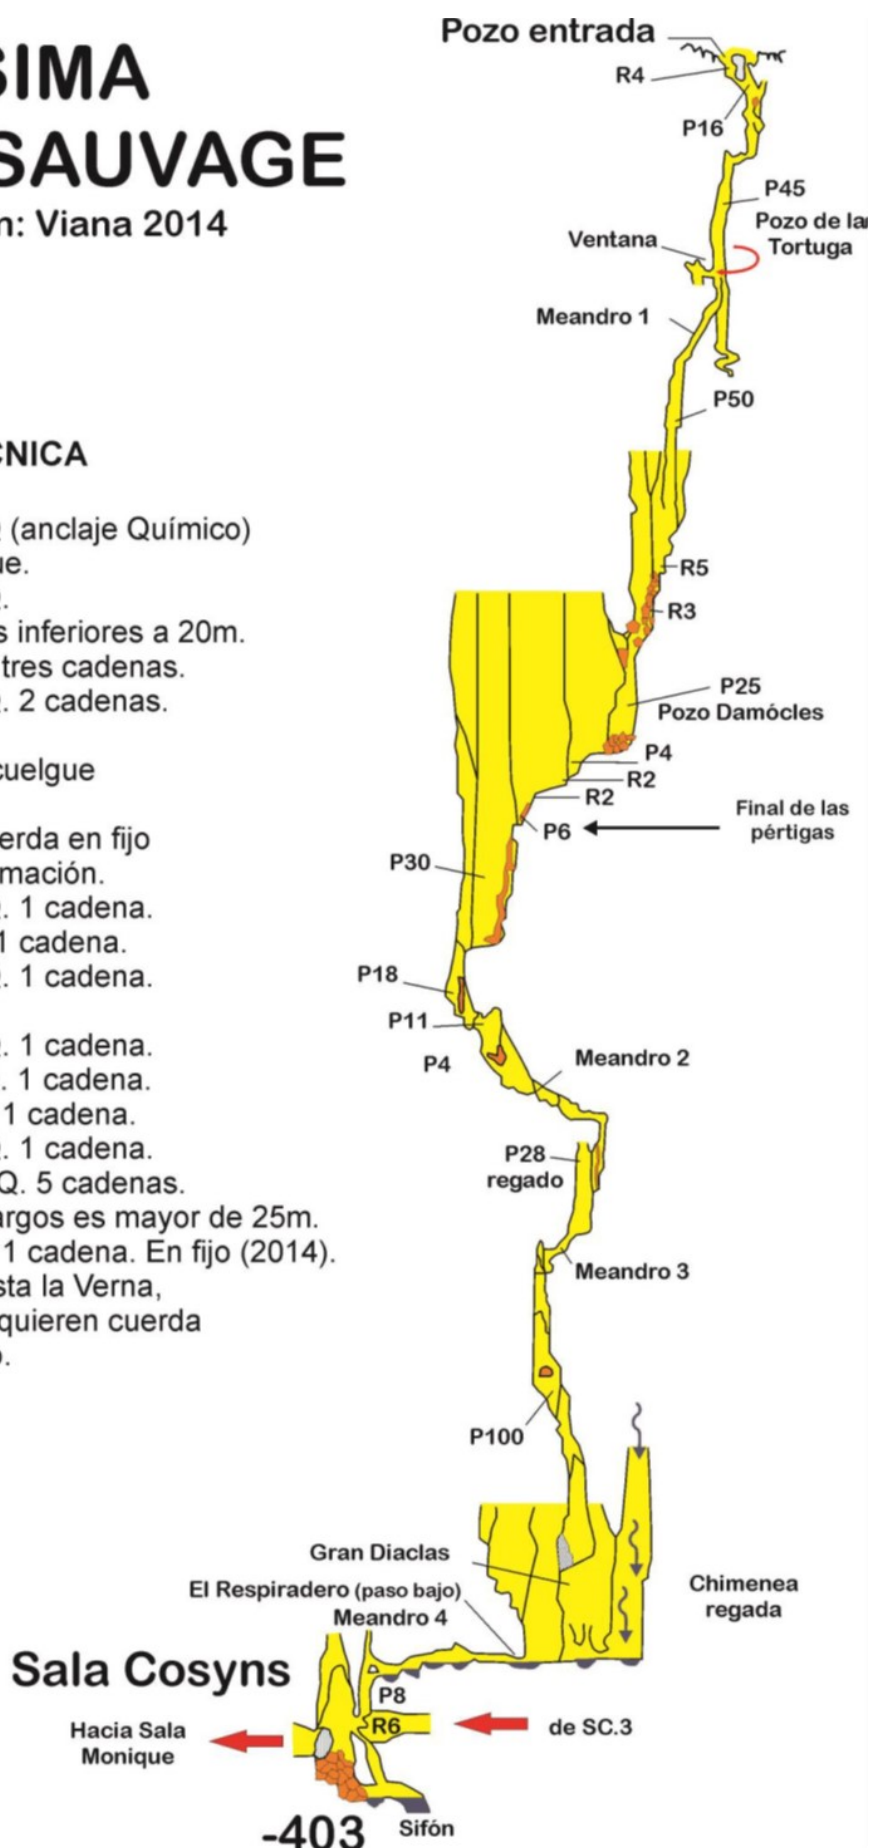 SIMA
SAUVAGE
n: Viana 2014
CNICA
(anclaje Químico)
ue.
s inferiores a 20m.
tres cadenas.
. 2 cadenas.
cuelgue
erda en fijo
mación.
. 1 cadena.
1 cadena.
. 1 cadena.
. 1 cadena.
. 1 cadena.
1 cadena.
. 1 cadena.
Q. 5 cadenas.
argos es mayor de 25m.
1 cadena. En fijo (2014).
sta la Verna,
quieren cuerda
o.
Pozo entrada
R4
P16
P45
Pozo de la
Tortuga
Ventana
Meandro 1
P50
R5
R3
P25
Pozo Damócles
P4
R2
R2
P6
Final de las
pértigas
P30
P18
P11
P4
Meandro 2
P28
regado
Meandro 3
P100
Gran Diaclas
El Respiradero (paso bajo)
Meandro 4
Chimenea
regada
Sala Cosyns
P8
R6
de SC.3
Hacia Sala
Monique
-403
Sifón